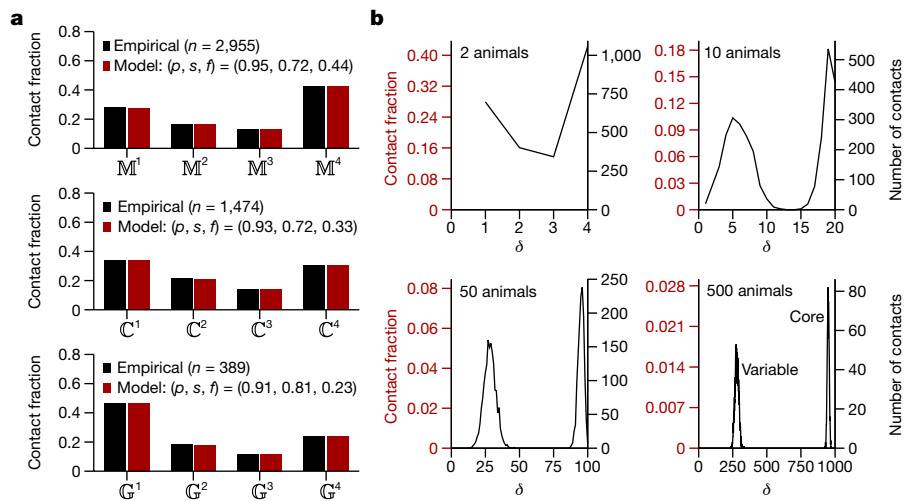 a
0.8
0.6
0.4
0.2
0
Contact fraction
Empirical (n = 2,955)
Model: (p, s, f) = (0.95, 0.72, 0.44)
𝕄¹ 𝕄² 𝕄³ 𝕄⁴
0.8
0.6
0.4
0.2
0
Contact fraction
Empirical (n = 1,474)
Model: (p, s, f) = (0.93, 0.72, 0.33)
ℂ¹ ℂ² ℂ³ ℂ⁴
0.8
0.6
0.4
0.2
0
Contact fraction
Empirical (n = 389)
Model: (p, s, f) = (0.91, 0.81, 0.23)
𝔾¹ 𝔾² 𝔾³ 𝔾⁴
b
2 animals
Contact fraction
0.40
0.32
0.24
0.16
0.08
0
1,000
750
500
250
0
0 1 2 3 4
δ
10 animals
0.18
0.15
0.12
0.09
0.06
0.03
0
500
400
300
200
100
0
Number of contacts
0 5 10 15 20
δ
50 animals
Contact fraction
0.08
0.06
0.04
0.02
0
250
200
150
100
50
0
0 25 50 75 100
δ
500 animals
0.028
0.021
0.014
0.007
0
Core
Variable
80
60
40
20
0
Number of contacts
0 250 500 750 1000
δ